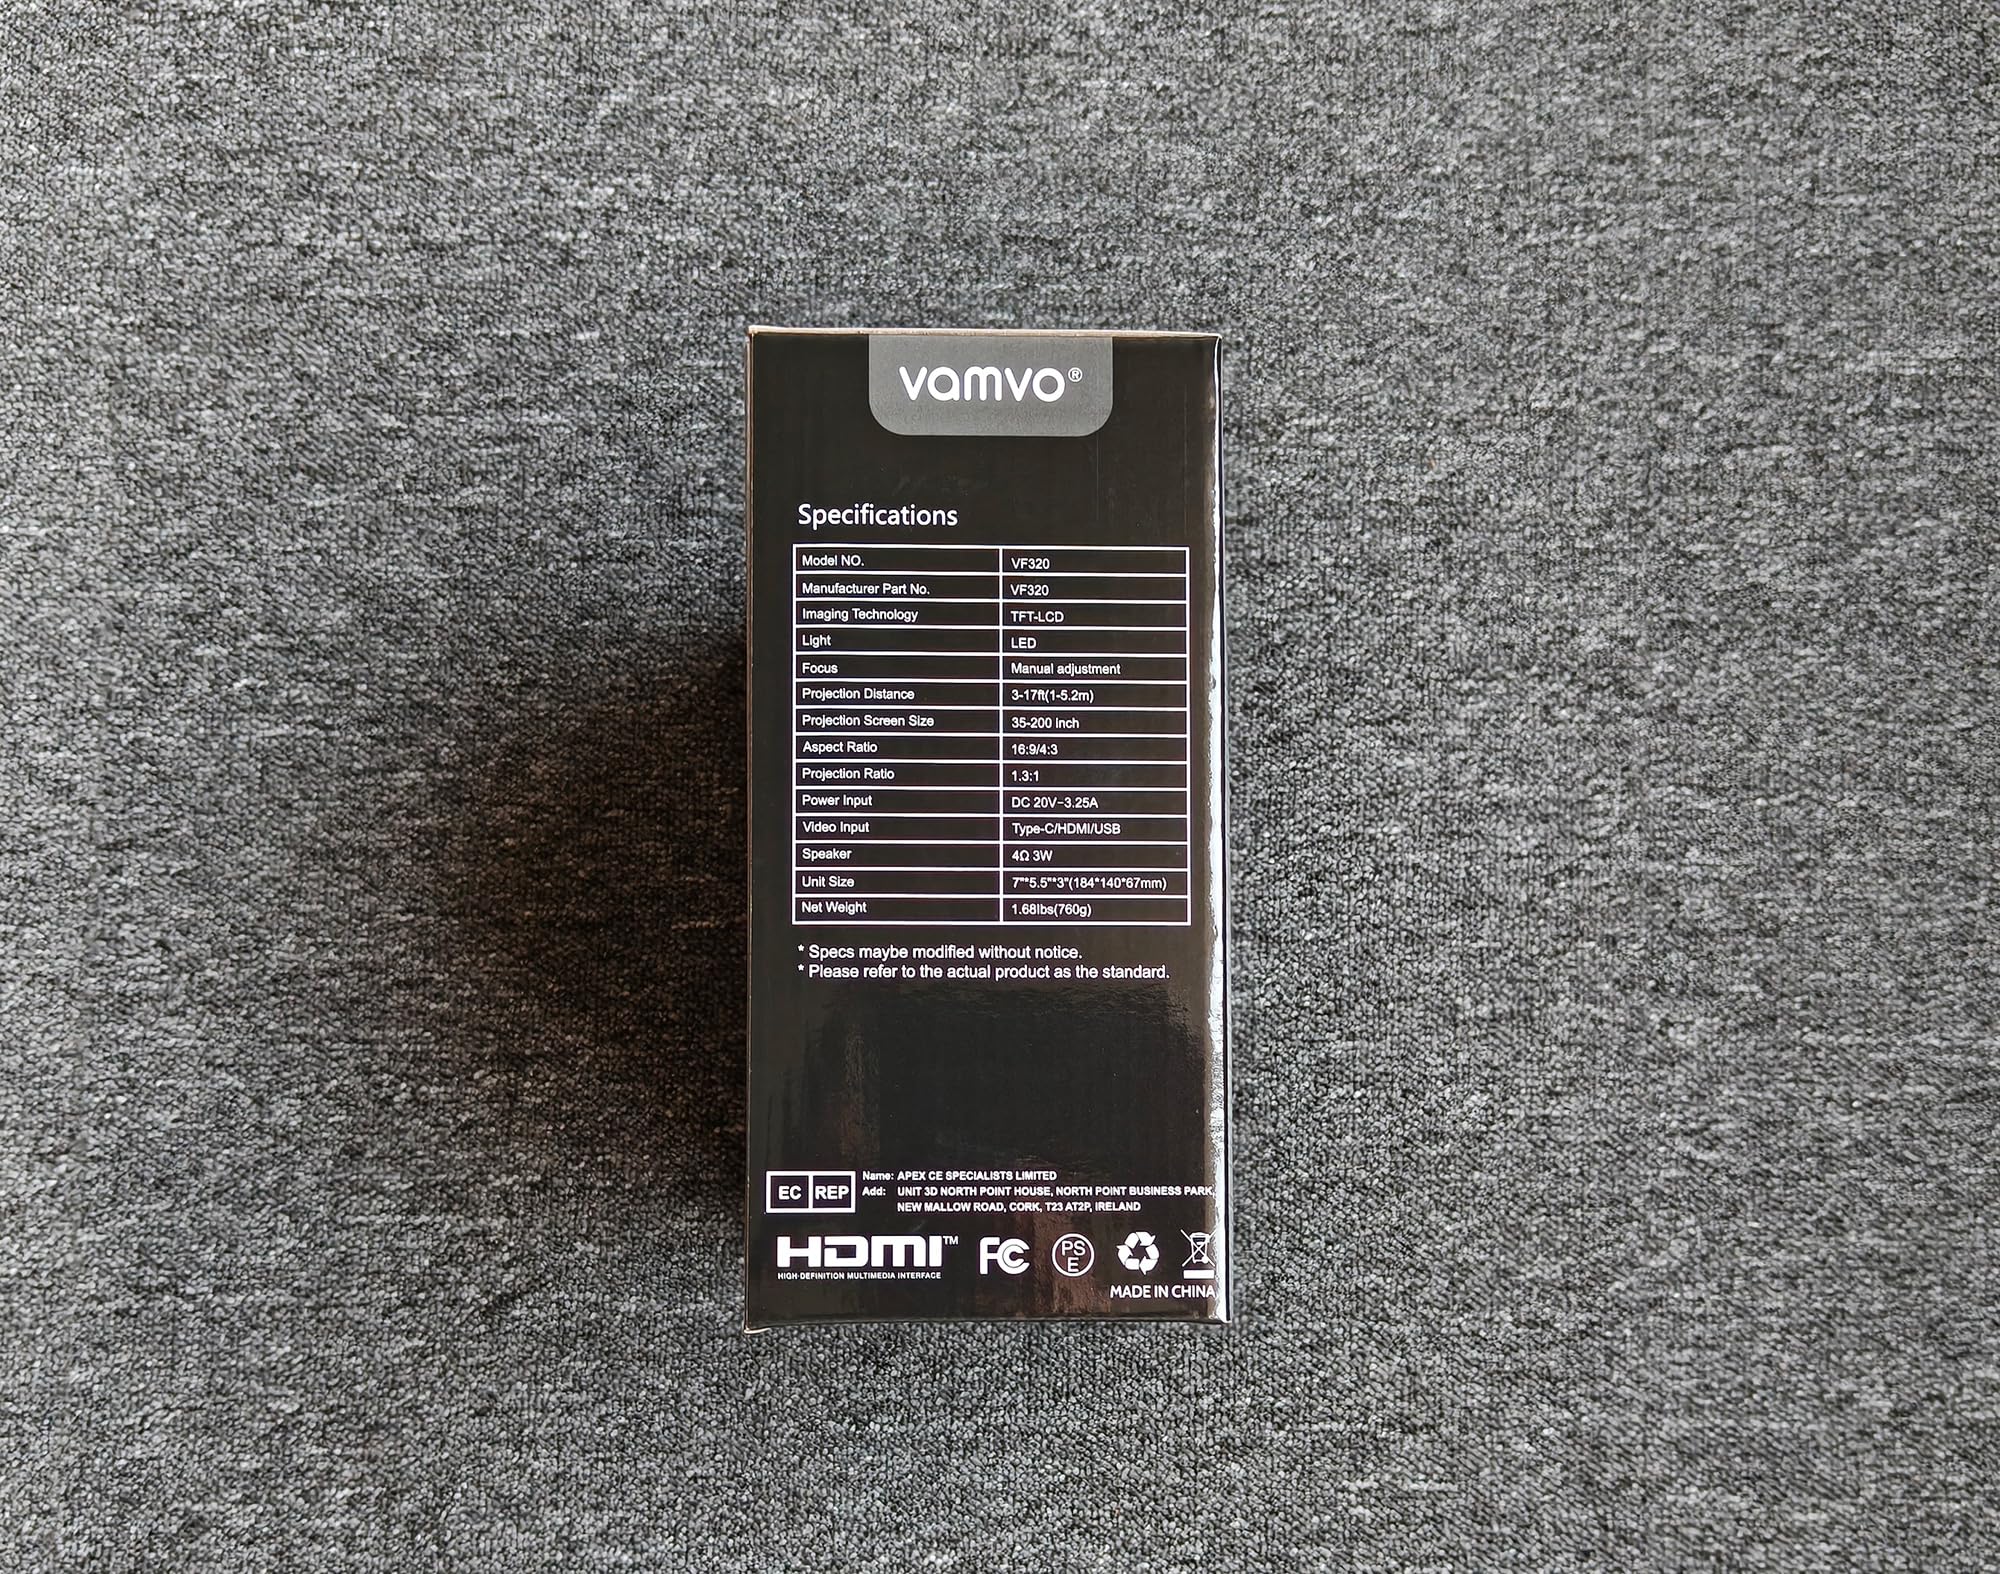 vamvo®
Specifications
Model NO. VF320
Manufacturer Part No. VF320
Imaging Technology TFT-LCD
Light LED
Focus Manual adjustment
Projection Distance 3-17ft(1-5.2m)
Projection Screen Size 35-200 inch
Aspect Ratio 16:9/4:3
Projection Ratio 1.3:1
Power Input DC 20V-3.25A
Video Input Type-C/HDMI/USB
Speaker 4Ω 3W
Unit Size 7"*5.5"*3"(184*140*67mm)
Net Weight 1.68lbs(760g)
* Specs maybe modified without notice.
* Please refer to the actual product as the standard.
EC REP
Name: APEX CE SPECIALISTS LIMITED
Add: UNIT 3D NORTH POINT HOUSE, NORTH POINT BUSINESS PARK,
NEW MALLOW ROAD, CORK, T23 AT2P, IRELAND
HDMI™
HIGH-DEFINITION MULTIMEDIA INTERFACE
FC
PS
E
MADE IN CHINA